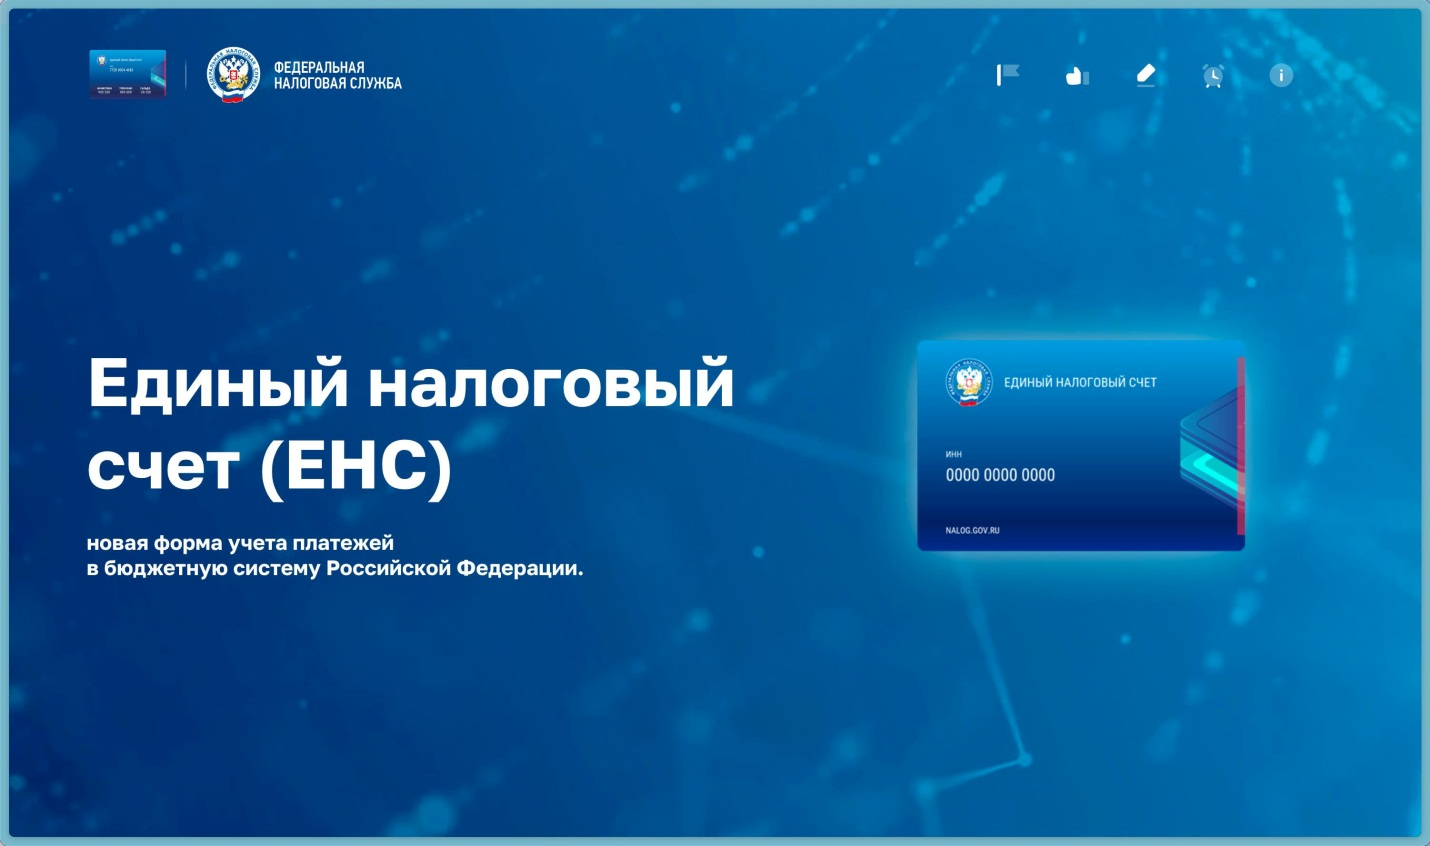 ФЕДЕРАЛЬНАЯ
НАЛОГОВАЯ СЛУЖБА
Единый налоговый
счет (ЕНС)
новая форма учета платежей
в бюджетную систему Российской Федерации.
ЕДИНЫЙ НАЛОГОВЫЙ СЧЕТ
ИНН
0000 0000 0000
NALOG.GOV.RU